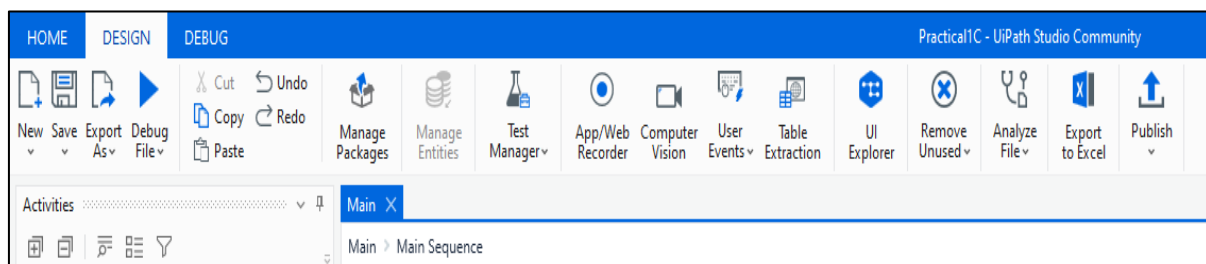 HOME DESIGN DEBUG Practical1C - UiPath Studio Community
New Save Export As Debug File
Cut Undo
Copy Redo
Paste
Manage Packages
Manage Entities
Test Manager
App/Web Recorder
Computer Vision
User Events
Table Extraction
UI Explorer
Remove Unused
Analyze File
Export to Excel
Publish
Activities
Main
Main > Main Sequence